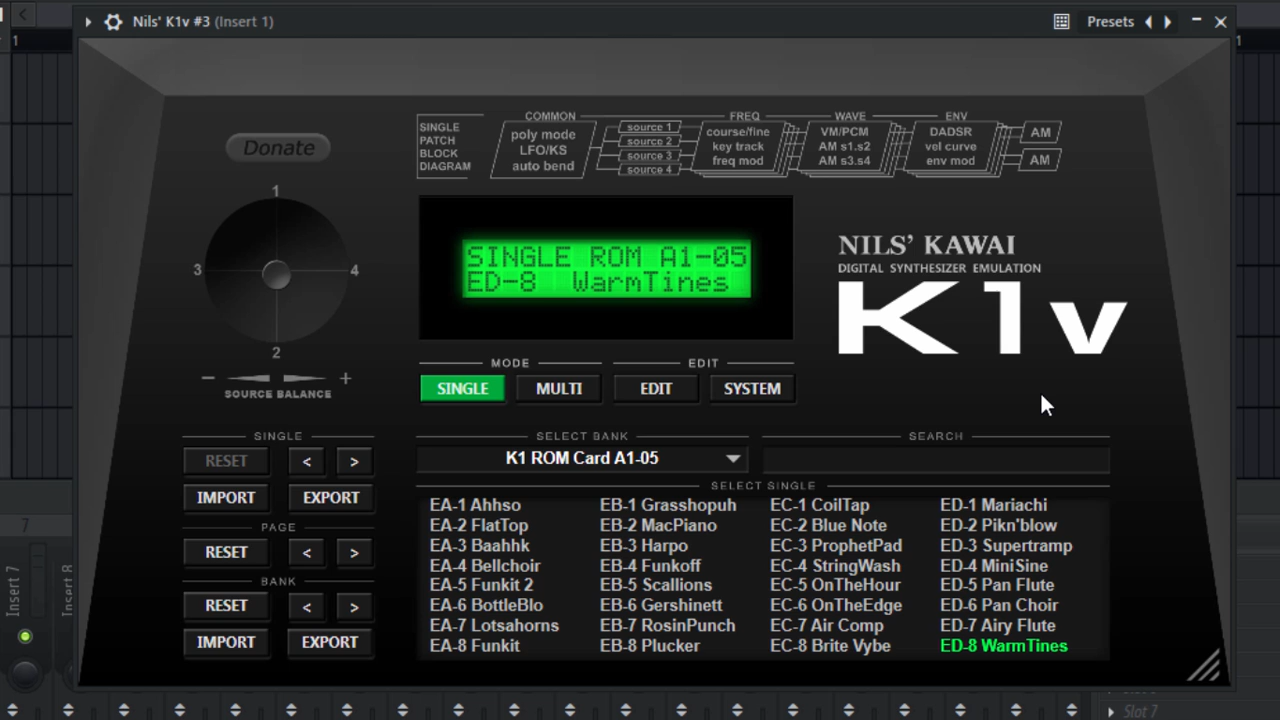 Nils' K1v #3 (Insert 1)
Presets
1
1
Donate
SINGLE
PATCH
BLOCK
DIAGRAM
COMMON
poly mode
LFO/KS
auto bend
source 1
source 2
source 3
source 4
FREQ
course/fine
key track
freq mod
WAVE
VM/PCM
AM s1.s2
AM s3.s4
ENV
DADSR
vel curve
env mod
AM
AM
1
3
4
2
- +
SOURCE BALANCE
SINGLE ROM A1-05
ED-8 WarmTines
NILS' KAWAI
DIGITAL SYNTHESIZER EMULATION
K1v
MODE
EDIT
SINGLE MULTI EDIT SYSTEM
SINGLE
RESET < >
IMPORT EXPORT
PAGE
RESET < >
BANK
RESET < >
IMPORT EXPORT
SELECT BANK
K1 ROM Card A1-05
SEARCH
SELECT SINGLE
EA-1 Ahhso
EA-2 FlatTop
EA-3 Baahhk
EA-4 Bellchoir
EA-5 Funkit 2
EA-6 BottleBlo
EA-7 Lotsahorns
EA-8 Funkit
EB-1 Grasshopuh
EB-2 MacPiano
EB-3 Harpo
EB-4 Funkoff
EB-5 Scallions
EB-6 Gershinett
EB-7 RosinPunch
EB-8 Plucker
EC-1 CoilTap
EC-2 Blue Note
EC-3 ProphetPad
EC-4 StringWash
EC-5 OnTheHour
EC-6 OnTheEdge
EC-7 Air Comp
EC-8 Brite Vybe
ED-1 Mariachi
ED-2 Pikn'blow
ED-3 Supertramp
ED-4 MiniSine
ED-5 Pan Flute
ED-6 Pan Choir
ED-7 Airy Flute
ED-8 WarmTines
7
Insert 7
Insert 8
Slot 7